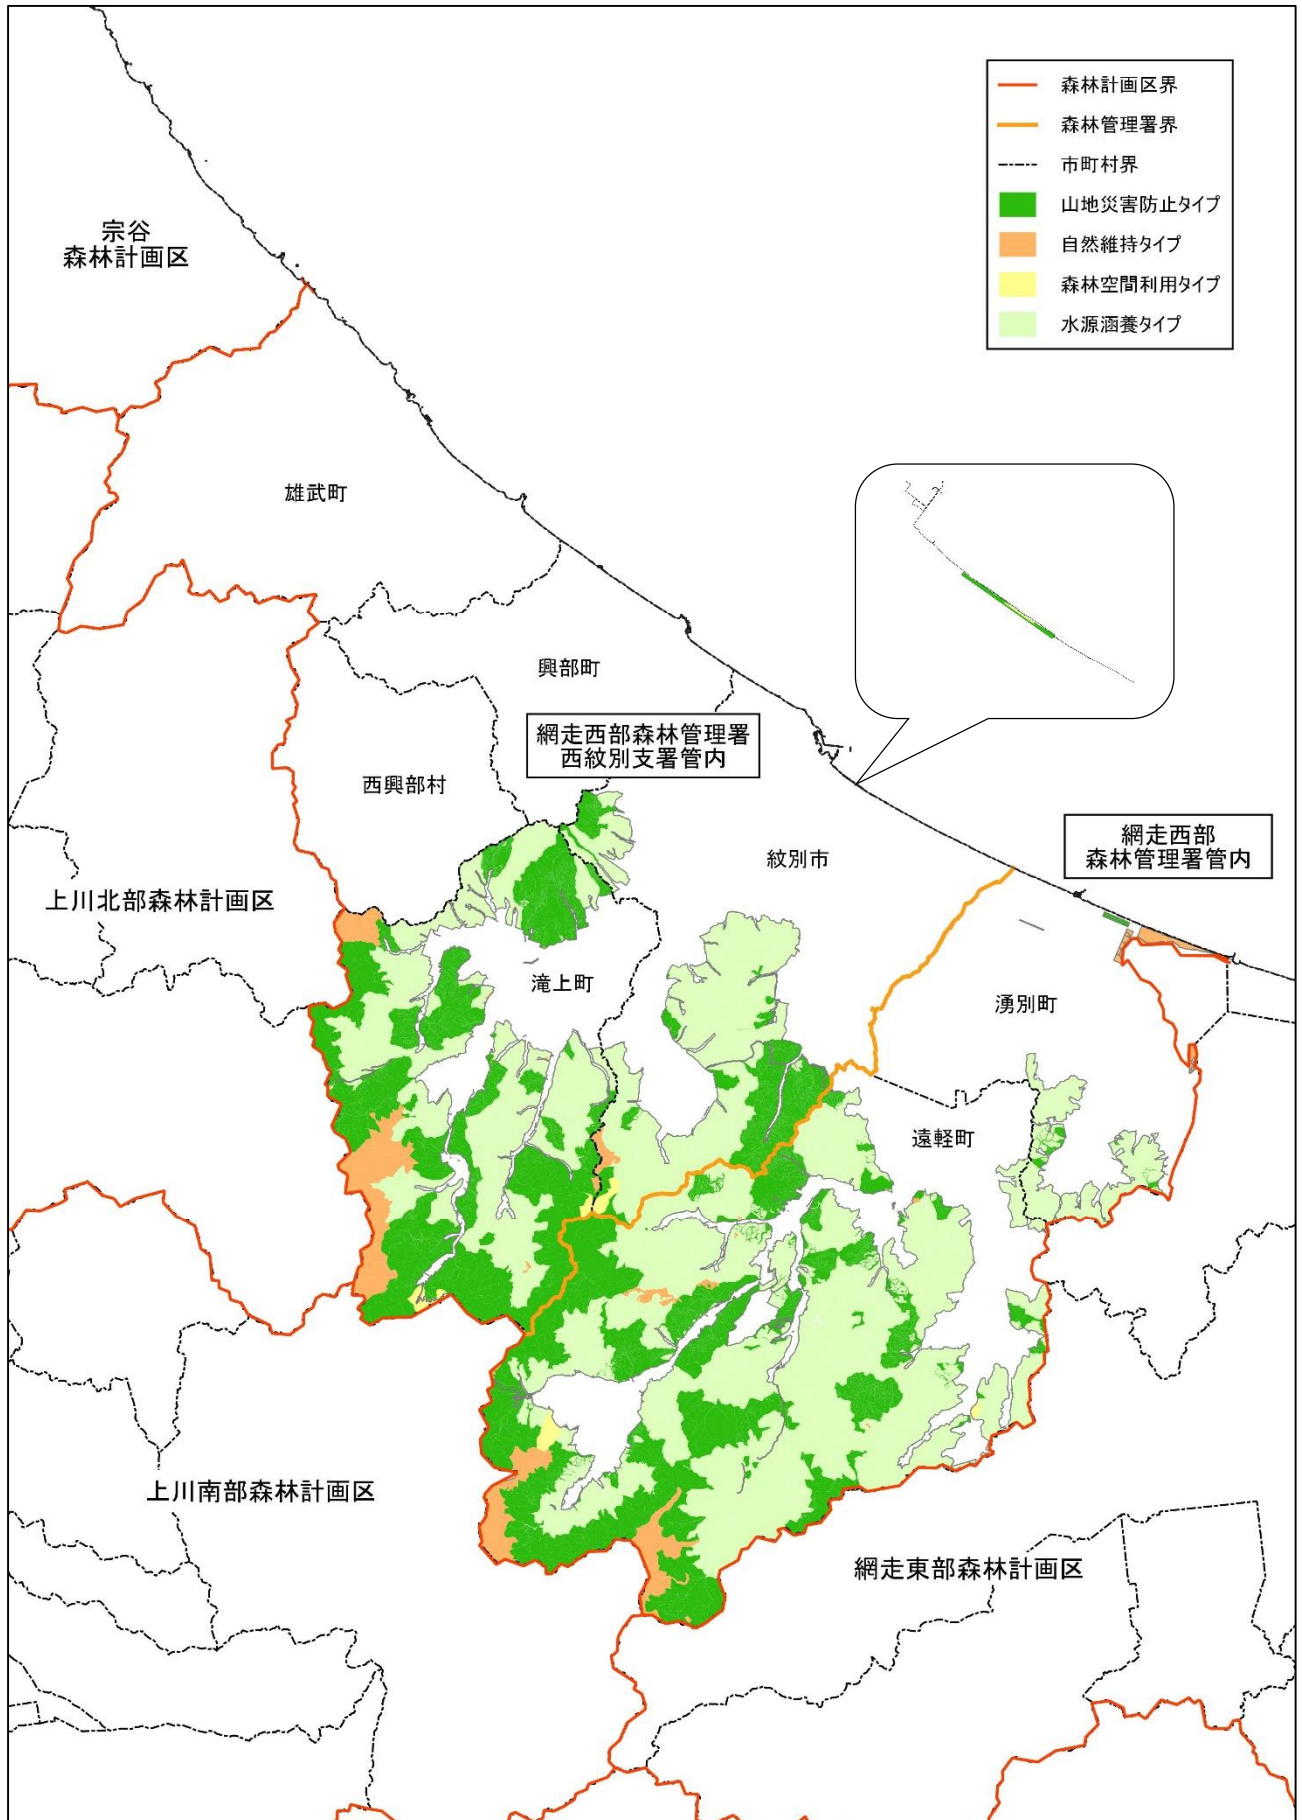 森林計画区界
森林管理署界
市町村界
山地災害防止タイプ
自然維持タイプ
森林空間利用タイプ
水源涵養タイプ
宗谷
森林計画区
雄武町
興部町
網走西部森林管理署
西紋別支署管内
西興部村
紋別市
網走西部
森林管理署管内
上川北部森林計画区
滝上町
湧別町
遠軽町
上川南部森林計画区
網走東部森林計画区